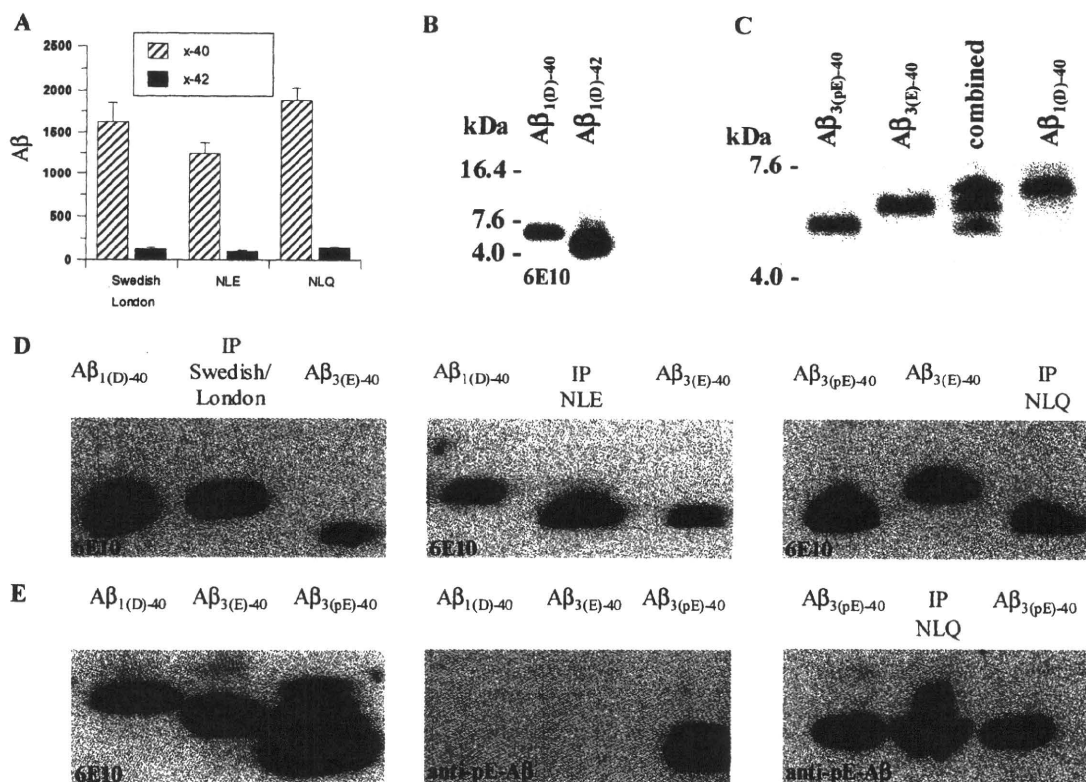 A
Aβ
2500
2000
1500
1000
500
0
x-40
x-42
Swedish London
NLE
NLQ
B
Aβ1(D)-40
Aβ1(D)-42
kDa
16.4 -
7.6 -
4.0 -
6E10
C
Aβ3(pE)-40
Aβ3(E)-40
combined
Aβ1(D)-40
7.6 -
4.0 -
D
Aβ1(D)-40
IP
Swedish/
London
Aβ3(E)-40
6E10
Aβ1(D)-40
IP
NLE
Aβ3(E)-40
6E10
Aβ3(pE)-40
Aβ3(E)-40
IP
NLQ
6E10
E
Aβ1(D)-40
Aβ3(E)-40
Aβ3(pE)-40
6E10
Aβ1(D)-40
Aβ3(E)-40
Aβ3(pE)-40
anti-pE-Aβ
Aβ3(pE)-40
IP
NLQ
Aβ3(pE)-40
anti-pE-Aβ